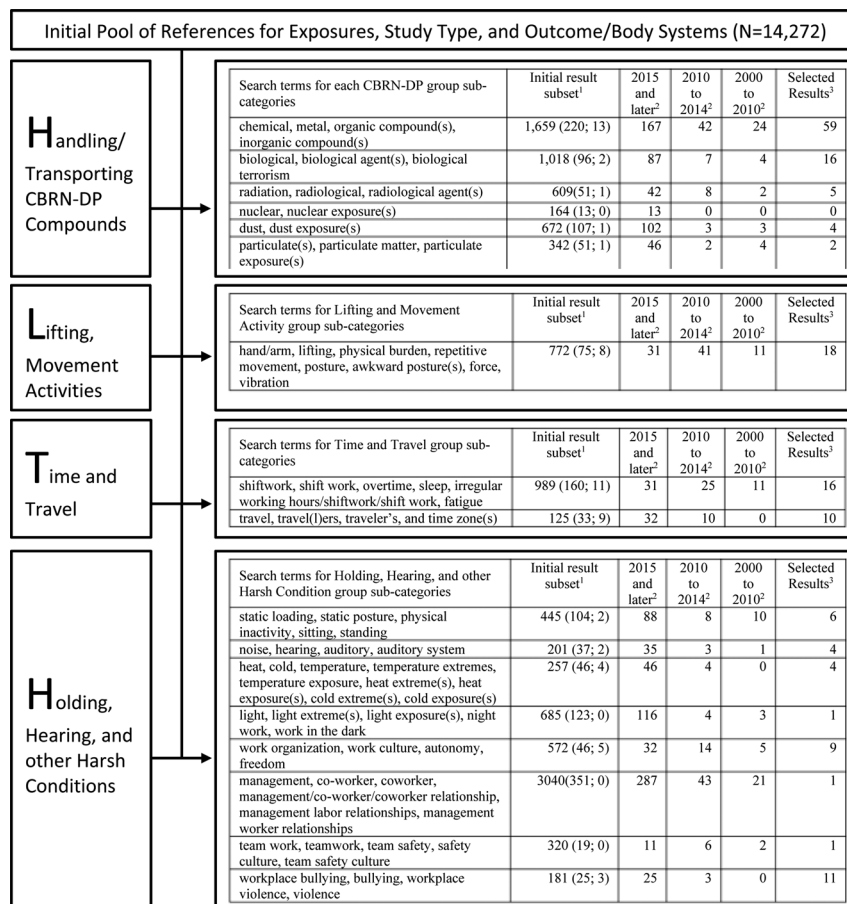 Initial Pool of References for Exposures, Study Type, and Outcome/Body Systems (N=14,272)
Handling/
Transporting
CBRN-DP
Compounds
Search terms for each CBRN-DP group sub-
categories
Initial result
subset1
2015
and
later2
2010
to
20142
2000
to
20102
Selected
Results3
chemical, metal, organic compound(s),
inorganic compound(s)
1,659 (220; 13) 167 42 24 59
biological, biological agent(s), biological
terrorism
1,018 (96; 2) 87 7 4 16
radiation, radiological, radiological agent(s) 609(51; 1) 42 8 2 5
nuclear, nuclear exposure(s) 164 (13; 0) 13 0 0 0
dust, dust exposure(s) 672 (107; 1) 102 3 3 4
particulate(s), particulate matter, particulate
exposure(s)
342 (51; 1) 46 2 4 2
Lifting,
Movement
Activities
Search terms for Lifting and Movement
Activity group sub-categories
Initial result
subset1
2015
and
later2
2010
to
20142
2000
to
20102
Selected
Results3
hand/arm, lifting, physical burden, repetitive
movement, posture, awkward posture(s), force,
vibration
772 (75; 8) 31 41 11 18
Time and
Travel
Search terms for Time and Travel group sub-
categories
Initial result
subset1
2015
and
later2
2010
to
20142
2000
to
20102
Selected
Results3
shiftwork, shift work, overtime, sleep, irregular
working hours/shiftwork/shift work, fatigue
989 (160; 11) 31 25 11 16
travel, travel(l)ers, traveler's, and time zone(s) 125 (33; 9) 32 10 0 10
Holding,
Hearing, and
other Harsh
Conditions
Search terms for Holding, Hearing, and other
Harsh Condition group sub-categories
Initial result
subset1
2015
and
later2
2010
to
20142
2000
to
20102
Selected
Results3
static loading, static posture, physical
inactivity, sitting, standing
445 (104; 2) 88 8 10 6
noise, hearing, auditory, auditory system 201 (37; 2) 35 3 1 4
heat, cold, temperature, temperature extremes,
temperature exposure, heat extreme(s), heat
exposure(s), cold extreme(s), cold exposure(s)
257 (46; 4) 46 4 0 4
light, light extreme(s), light exposure(s), night
work, work in the dark
685 (123; 0) 116 4 3 1
work organization, work culture, autonomy,
freedom
572 (46; 5) 32 14 5 9
management, co-worker, coworker,
management/co-worker/coworker relationship,
management labor relationships, management
worker relationships
3040(351; 0) 287 43 21 1
team work, teamwork, team safety, safety
culture, team safety culture
320 (19; 0) 11 6 2 1
workplace bullying, bullying, workplace
violence, violence
181 (25; 3) 25 3 0 11